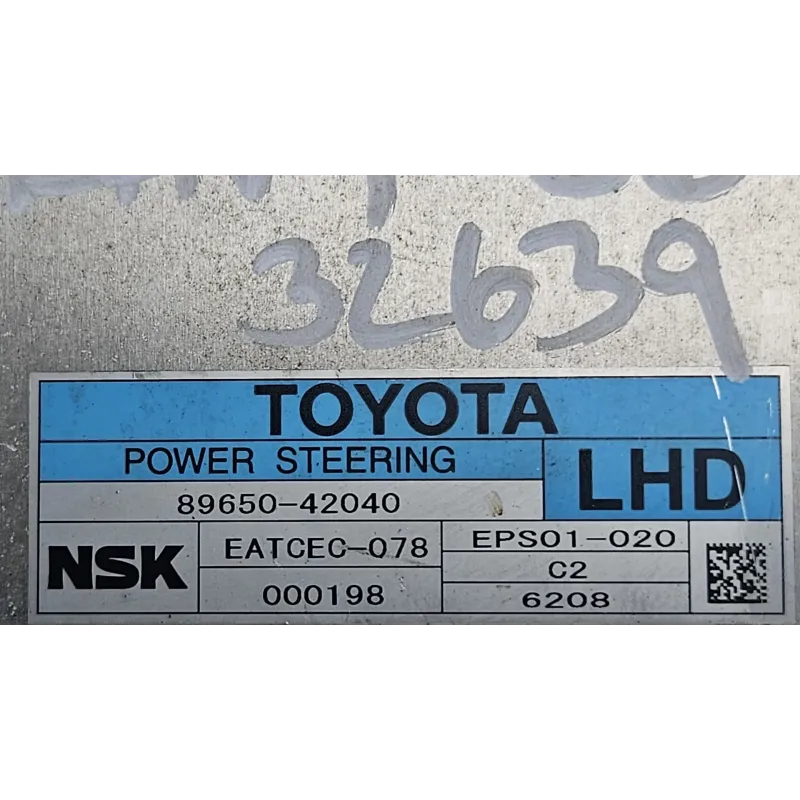 32639
TOYOTA
POWER STEERING
LHD
89650-42040
NSK
EATCEC-078
EPS01-020
C2
000198
6208